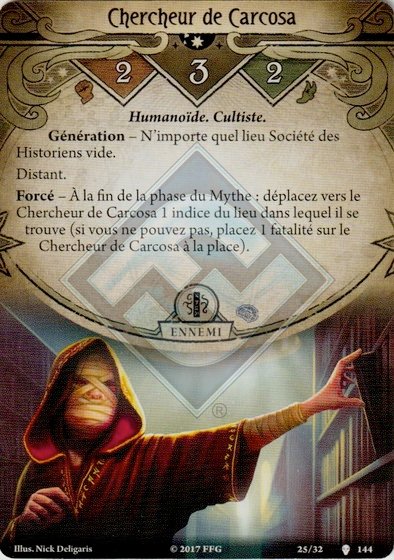 Chercheur de Carcosa
2 3 2
Humanoïde. Cultiste.
Génération – N'importe quel lieu Société des
Historiens vide.
Distant.
Forcé – À la fin de la phase du Mythe : déplacez vers le
Chercheur de Carcosa 1 indice du lieu dans lequel il se
trouve (si vous ne pouvez pas, placez 1 fatalité sur le
Chercheur de Carcosa à la place).
ENNEMI
®
Illus. Nick Deligaris © 2017 FFG 25/32 144